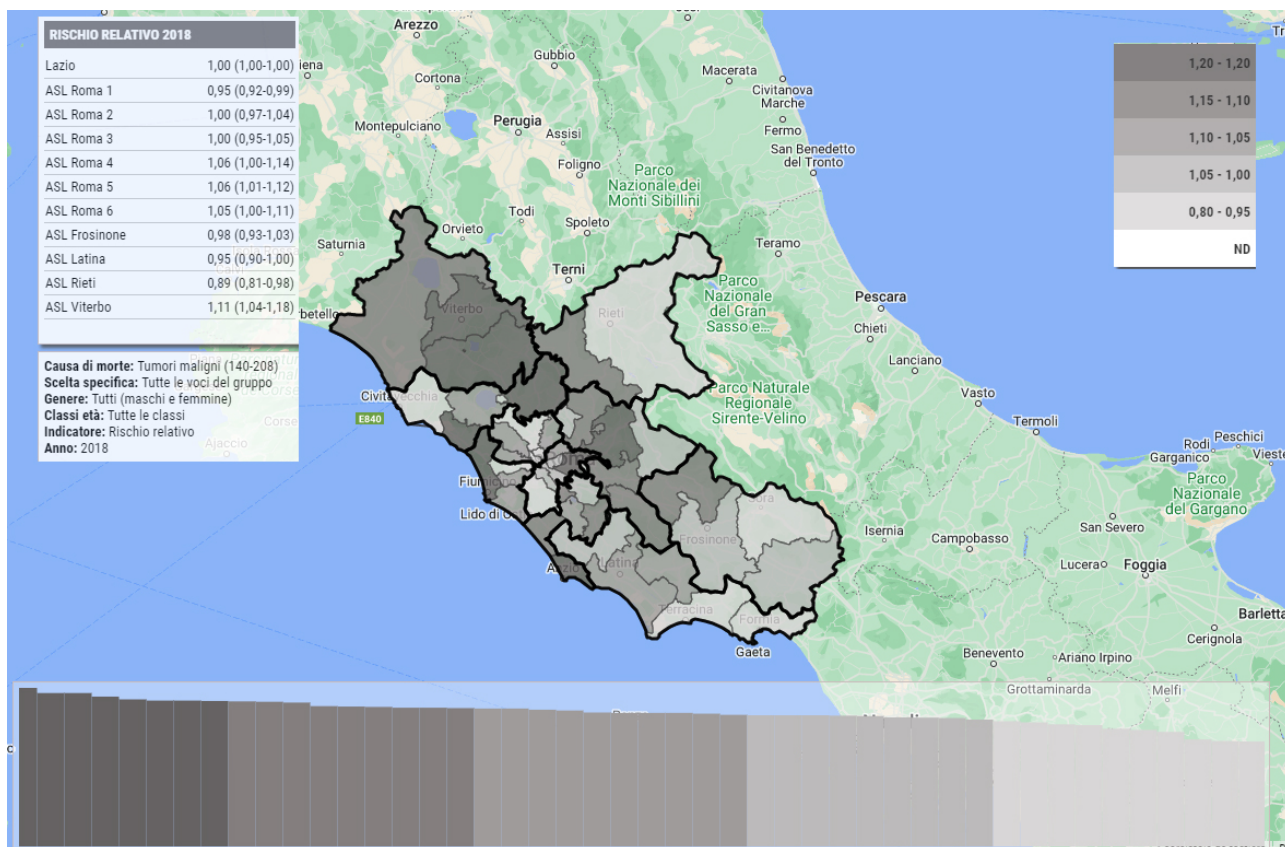 RISCHIO RELATIVO 2018
Lazio 1,00 (1,00-1,00)
ASL Roma 1 0,95 (0,92-0,99)
ASL Roma 2 1,00 (0,97-1,04)
ASL Roma 3 1,00 (0,95-1,05)
ASL Roma 4 1,06 (1,00-1,14)
ASL Roma 5 1,06 (1,01-1,12)
ASL Roma 6 1,05 (1,00-1,11)
ASL Frosinone 0,98 (0,93-1,03)
ASL Latina 0,95 (0,90-1,00)
ASL Rieti 0,89 (0,81-0,98)
ASL Viterbo 1,11 (1,04-1,18)
Causa di morte: Tumori maligni (140-208)
Scelta specifica: Tutte le voci del gruppo
Genere: Tutti (maschi e femmine)
Classi età: Tutte le classi
Indicatore: Rischio relativo
Anno: 2018
1,20 - 1,20
1,15 - 1,10
1,10 - 1,05
1,05 - 1,00
0,80 - 0,95
ND
Arezzo
Gubbio
Cortona
Macerata
Civitanova
Marche
Montepulciano
Perugia
Assisi
Fermo
San Benedetto
del Tronto
Foligno
Parco
Nazionale dei
Monti Sibillini
Todi
Spoleto
Orvieto
Saturnia
Teramo
Terni
Parco
Nazionale
del Gran
Sasso e...
Viterbo
Rieti
Pescara
Chieti
Lanciano
Parco Naturale
Regionale
Sirente-Velino
Vasto
Termoli
Civitavecchia
E840
Ajaccio
Rodi
Garganico
Peschici
Vieste
Parco
Nazionale
del Gargano
Roma
Fiumicino
Lido di O
Sora
Frosinone
Isernia
Campobasso
San Severo
Lucera
Foggia
Anzio
Latina
Terracina
Formia
Gaeta
Barletta
Cerignola
Benevento
Ariano Irpino
Grottaminarda
Melfi